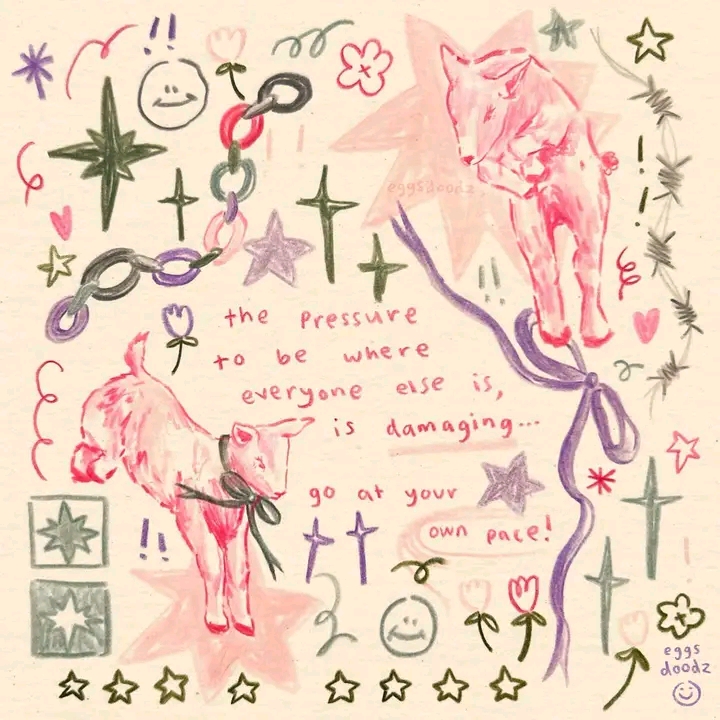 eggsdoodz
the pressure
to be where
everyone else is,
is damaging...
go at your
own pace!
eggs
doodz